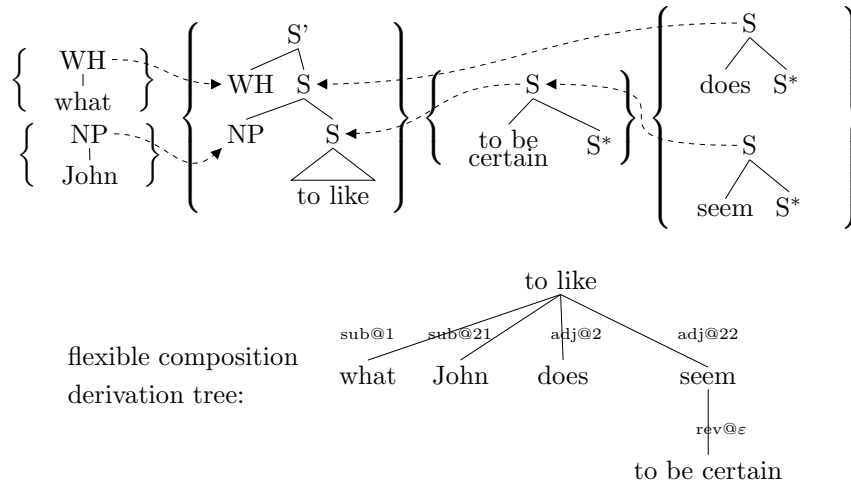 S’
S
WH
WH
S
S
does
S*
what
NP
NP
S
to be
certain
S*
S
John
to like
seem
S*
to like
sub@1
sub@21
adj@2
adj@22
flexible composition
derivation tree:
what
John
does
seem
rev@ε
to be certain